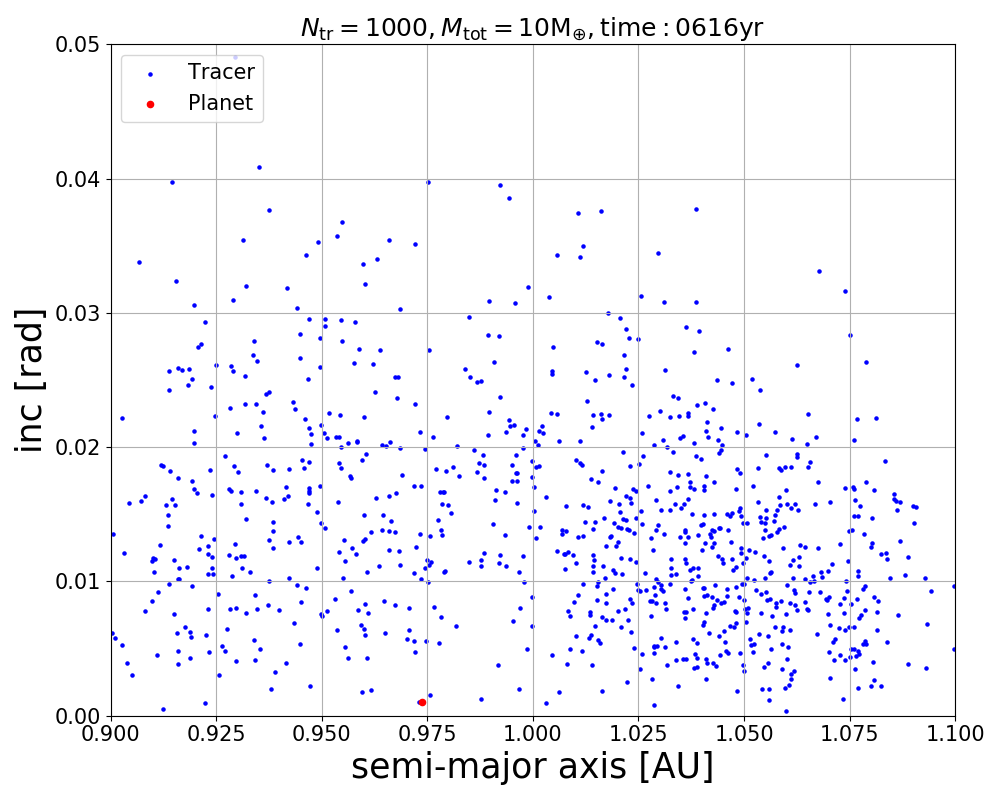 N_tr = 1000, M_tot = 10M_⊕, time : 0616yr
Tracer
Planet
0.05
0.04
0.03
0.02
0.01
0.00
inc [rad]
0.900 0.925 0.950 0.975 1.000 1.025 1.050 1.075 1.100
semi-major axis [AU]